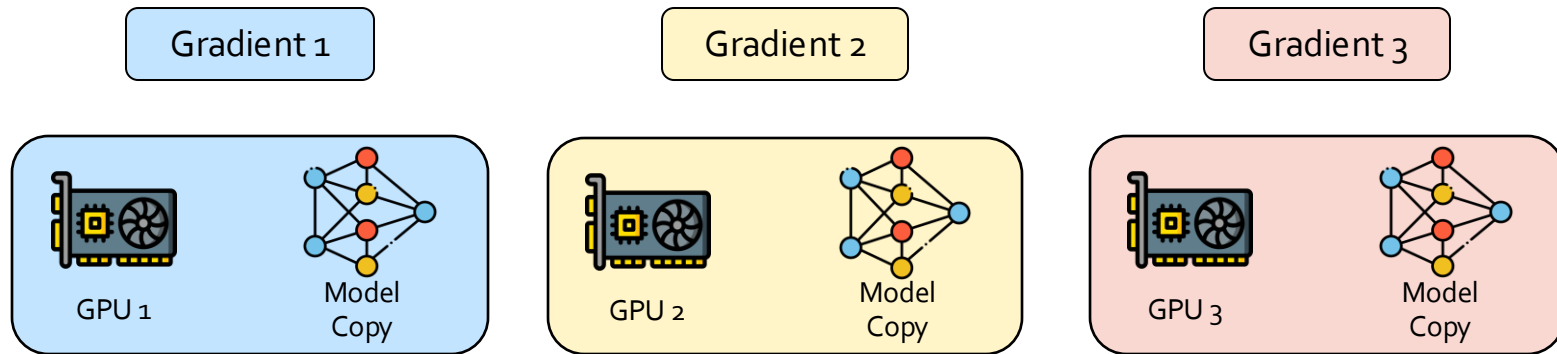 Gradient 1
Gradient 2
Gradient 3
GPU 1
Model
Copy
GPU 2
Model
Copy
GPU 3
Model
Copy